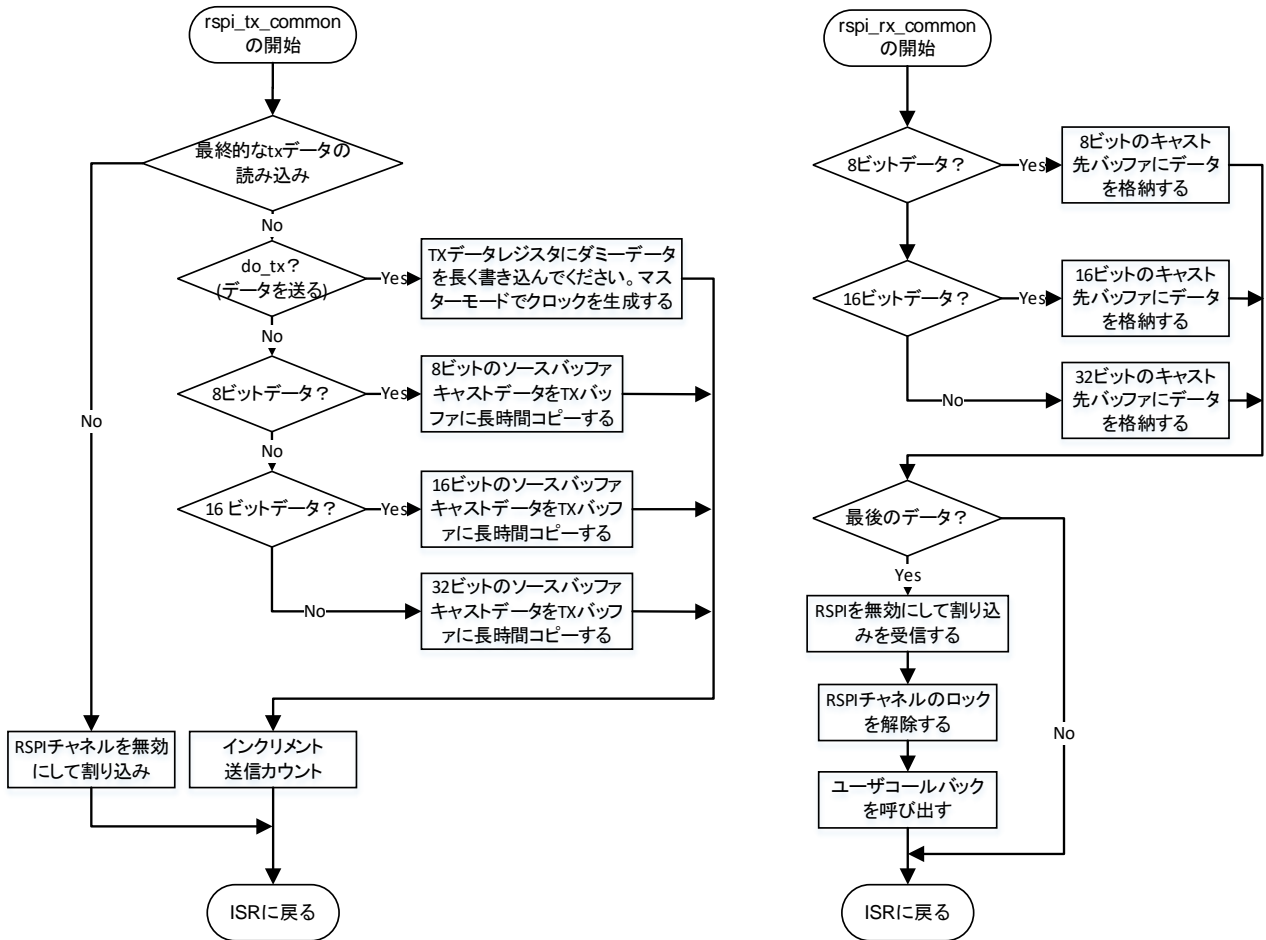 rspi_tx_common
の開始
最終的なtxデータの
読み込み
No
do_tx？
(データを送る)
Yes
TXデータレジスタにダミーデータ
を長く書き込んでください。マス
ターモードでクロックを生成する
No
8ビットデータ？
Yes
8ビットのソースバッファ
キャストデータをTXバッ
ファに長時間コピーする
No
No
16 ビットデータ？
Yes
16ビットのソースバッファ
キャストデータをTXバッフ
ァに長時間コピーする
No
32ビットのソースバッファ
キャストデータをTXバッフ
ァに長時間コピーする
RSPIチャネルを無効
にして割り込み
インクリメント
送信カウント
ISRに戻る
rspi_rx_common
の開始
8ビットデータ？
Yes
8ビットのキャスト
先バッファにデータ
を格納する
16ビットデータ？
Yes
16ビットのキャスト
先バッファにデータ
を格納する
No
32ビットのキャスト
先バッファにデータ
を格納する
最後のデータ？
Yes
RSPIを無効にして割り込
みを受信する
RSPIチャネルのロック
を解除する
No
ユーザコールバック
を呼び出す
ISRに戻る